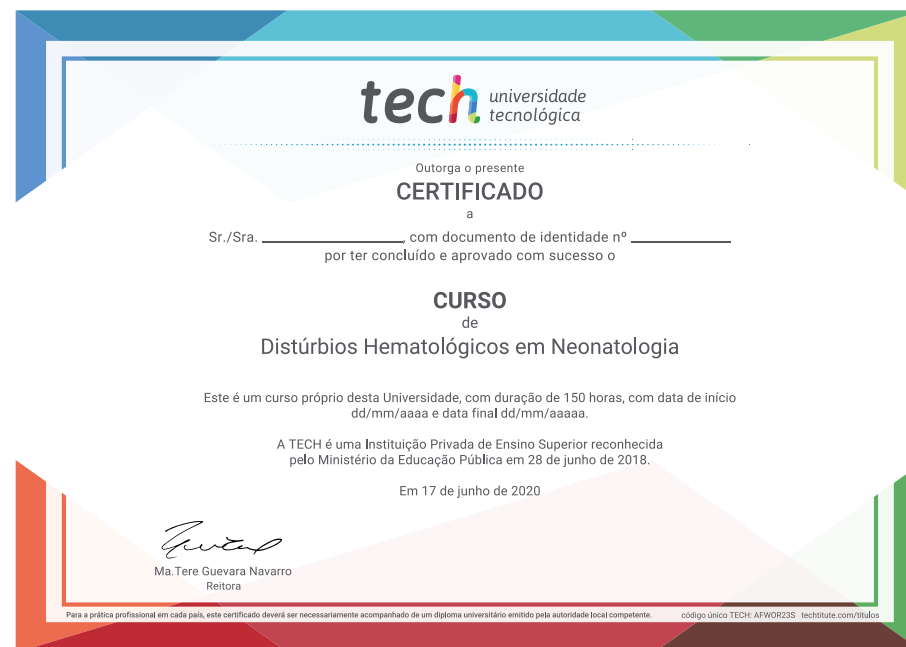 tech universidade
tecnológica
Outorga o presente
CERTIFICADO
a
Sr./Sra. ____________________, com documento de identidade nº ______________
por ter concluído e aprovado com sucesso o
CURSO
de
Distúrbios Hematológicos em Neonatologia
Este é um curso próprio desta Universidade, com duração de 150 horas, com data de início
dd/mm/aaaa e data final dd/mm/aaaaa.
A TECH é uma Instituição Privada de Ensino Superior reconhecida
pelo Ministério da Educação Pública em 28 de junho de 2018.
Em 17 de junho de 2020
Ma.Tere Guevara Navarro
Reitora
Para a prática profissional em cada país, este certificado deverá ser necessariamente acompanhado de um diploma universitário emitido pela autoridade local competente. código único TECH: AFWOR23S techtitute.com/titulos